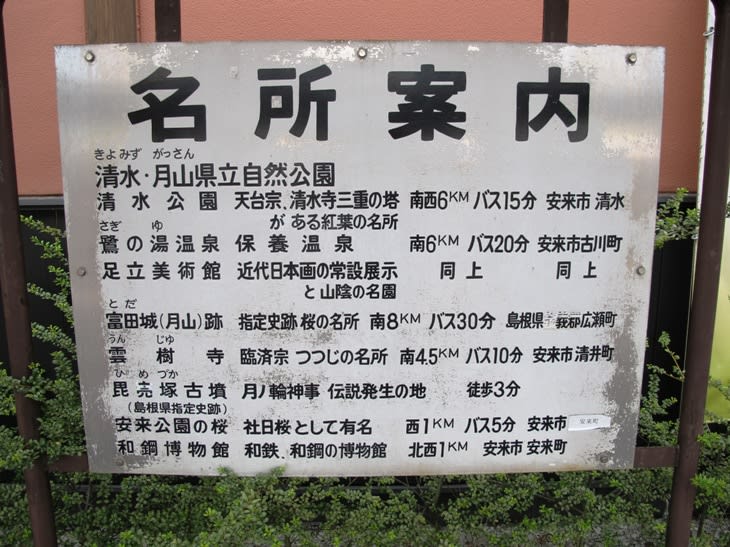 名所案内
きよみず がっさん
清水・月山県立自然公園
清水公園 天台宗、清水寺三重の塔 南西6KM バス15分 安来市 清水
がある紅葉の名所
さぎ ゆ
鷺の湯温泉 保養温泉 南6KM バス20分 安来市古川町
足立美術館 近代日本画の常設展示 同上 同上
と山陰の名園
とだ
富田城(月山)跡 指定史跡 桜の名所 南8KM バス30分 島根県 広瀬町
うん じゅ
雲樹寺 臨済宗 つつじの名所 南4.5KM バス10分 安来市清井町
ひめづか
毘売塚古墳 月ノ輪神事 伝説発生の地 徒歩3分
(島根県指定史跡)
安来公園の桜 社日桜として有名 西1KM バス5分 安来市 安来町
和鋼博物館 和鉄、和鋼の博物館 北西1KM 安来市 安来町